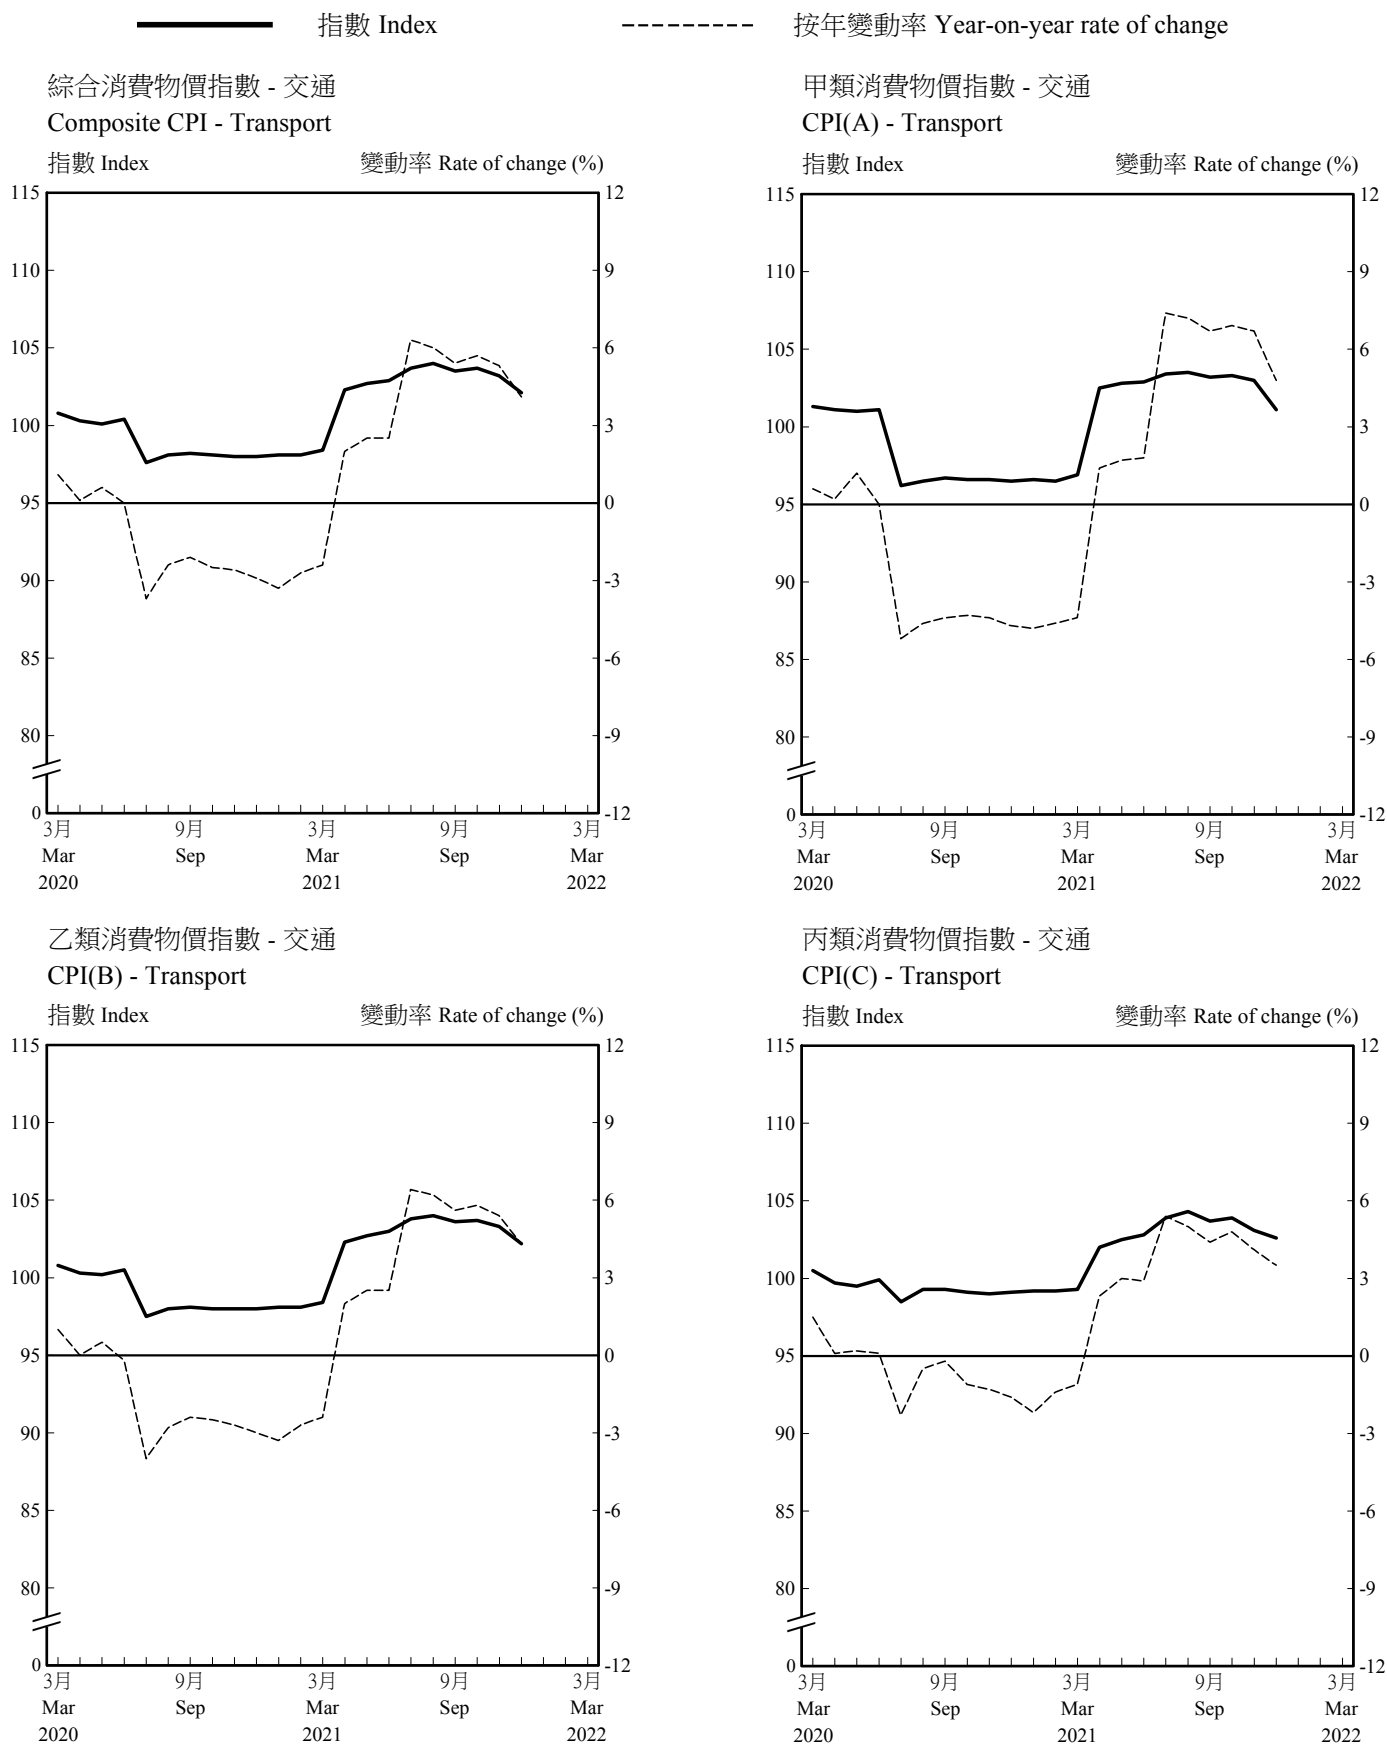 指數 Index 按年變動率 Year-on-year rate of change
綜合消費物價指數 - 交通
Composite CPI - Transport
指數 Index 變動率 Rate of change (%)
115 12
110 9
105 6
100 3
95 0
90 -3
85 -6
80 -9
0 -12
3月 9月 3月 9月 3月
Mar Sep Mar Sep Mar
2020 2021 2022
甲類消費物價指數 - 交通
CPI(A) - Transport
指數 Index 變動率 Rate of change (%)
115 12
110 9
105 6
100 3
95 0
90 -3
85 -6
80 -9
0 -12
3月 9月 3月 9月 3月
Mar Sep Mar Sep Mar
2020 2021 2022
乙類消費物價指數 - 交通
CPI(B) - Transport
指數 Index 變動率 Rate of change (%)
115 12
110 9
105 6
100 3
95 0
90 -3
85 -6
80 -9
0 -12
3月 9月 3月 9月 3月
Mar Sep Mar Sep Mar
2020 2021 2022
丙類消費物價指數 - 交通
CPI(C) - Transport
指數 Index 變動率 Rate of change (%)
115 12
110 9
105 6
100 3
95 0
90 -3
85 -6
80 -9
0 -12
3月 9月 3月 9月 3月
Mar Sep Mar Sep Mar
2020 2021 2022